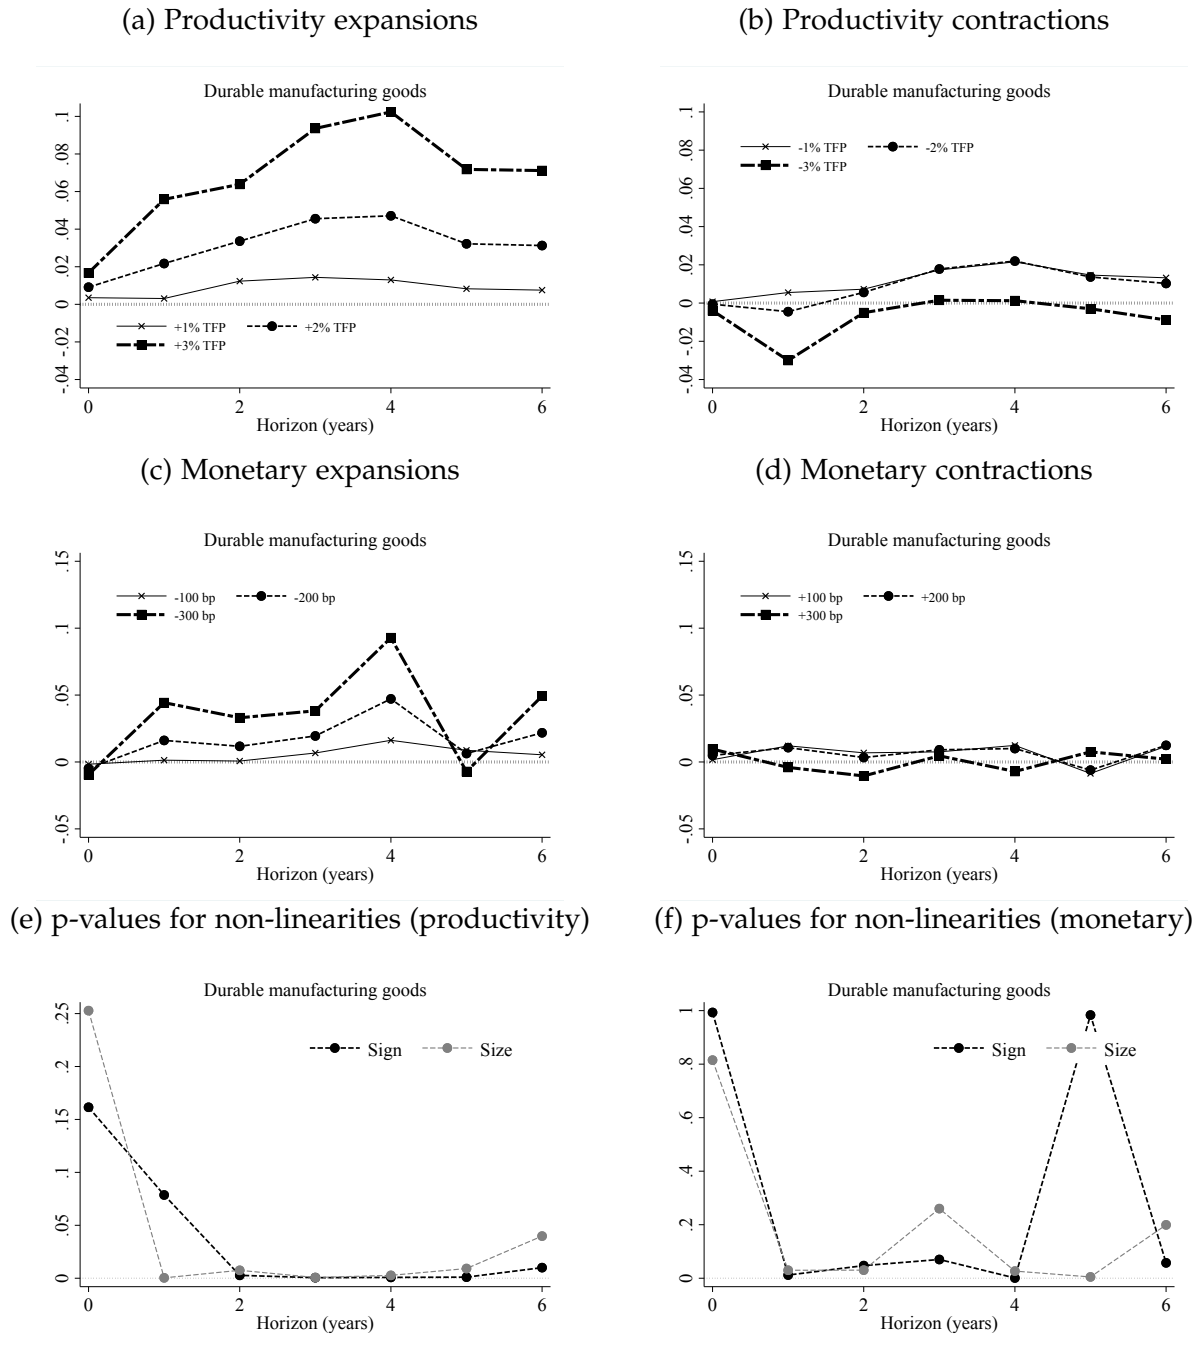 (a) Productivity expansions
(b) Productivity contractions
Durable manufacturing goods
.1
.08
.06
.04
.02
0
-.02
-.04
+1% TFP
+2% TFP
+3% TFP
0 2 4 6
Horizon (years)
Durable manufacturing goods
.1
.08
.06
.04
.02
0
-.02
-.04
-1% TFP
-2% TFP
-3% TFP
0 2 4 6
Horizon (years)
(c) Monetary expansions
(d) Monetary contractions
Durable manufacturing goods
.15
.1
.05
0
-.05
-100 bp
-200 bp
-300 bp
0 2 4 6
Horizon (years)
Durable manufacturing goods
.15
.1
.05
0
-.05
+100 bp
+200 bp
+300 bp
0 2 4 6
Horizon (years)
(e) p-values for non-linearities (productivity)
(f) p-values for non-linearities (monetary)
Durable manufacturing goods
.25
.2
.15
.1
.05
0
Sign
Size
0 2 4 6
Horizon (years)
Durable manufacturing goods
1
.8
.6
.4
.2
0
Sign
Size
0 2 4 6
Horizon (years)